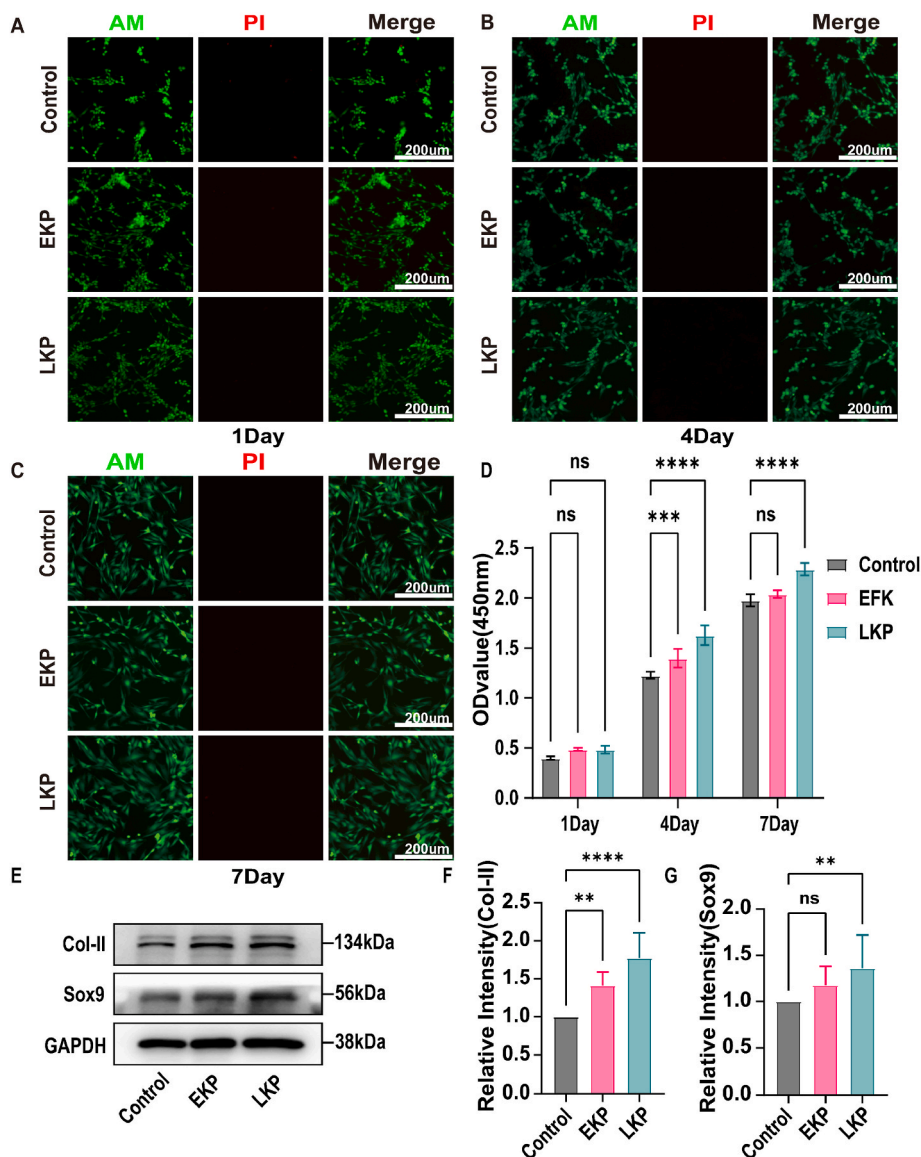 A AM PI Merge
Control
200um
EKP
200um
LKP
200um
1Day
B AM PI Merge
Control
200um
EKP
200um
LKP
200um
4Day
C AM PI Merge
Control
200um
EKP
200um
LKP
200um
7Day
D
ns **** ****
ns *** ns
ODvalue(450nm)
2.5
2.0
1.5
1.0
0.5
0.0
1Day 4Day 7Day
Control
EFK
LKP
E
Col-II 134kDa
Sox9 56kDa
GAPDH 38kDa
Control EKP LKP
F
****
**
Relative Intensity(Col-II)
2.5
2.0
1.5
1.0
0.5
0.0
Control EKP LKP
G
**
ns
Relative Intensity(Sox9)
2.0
1.5
1.0
0.5
0.0
Control EKP LKP